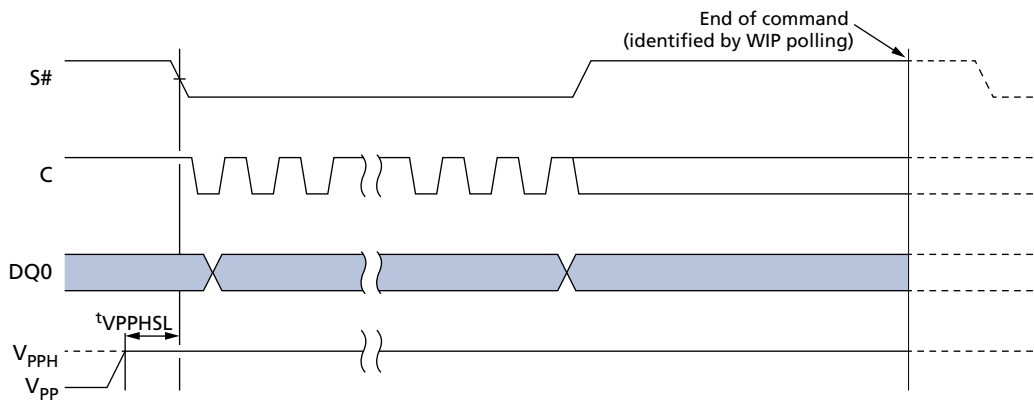 End of command
(identified by WIP polling)
S#
C
DQ0
tVPPHSL
VPPH
VPP